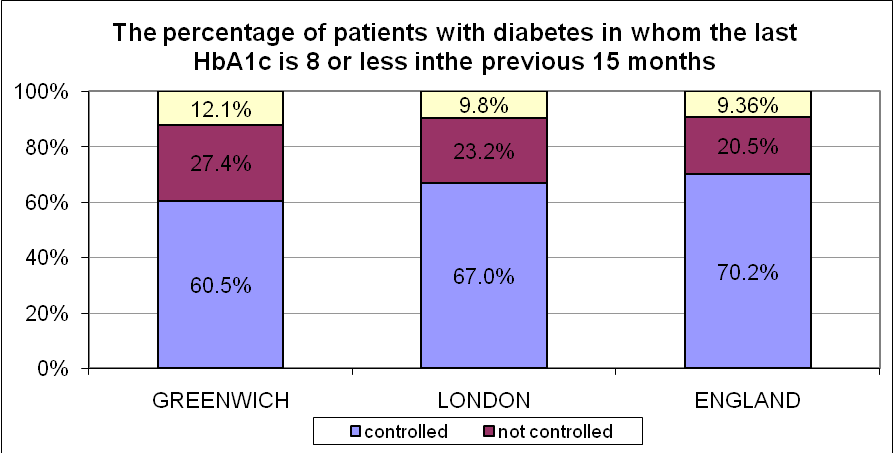 The percentage of patients with diabetes in whom the last
HbA1c is 8 or less inthe previous 15 months
100%
80%
60%
40%
20%
0%
12.1%
9.8%
9.36%
27.4%
23.2%
20.5%
60.5%
67.0%
70.2%
GREENWICH
LONDON
ENGLAND
controlled
not controlled